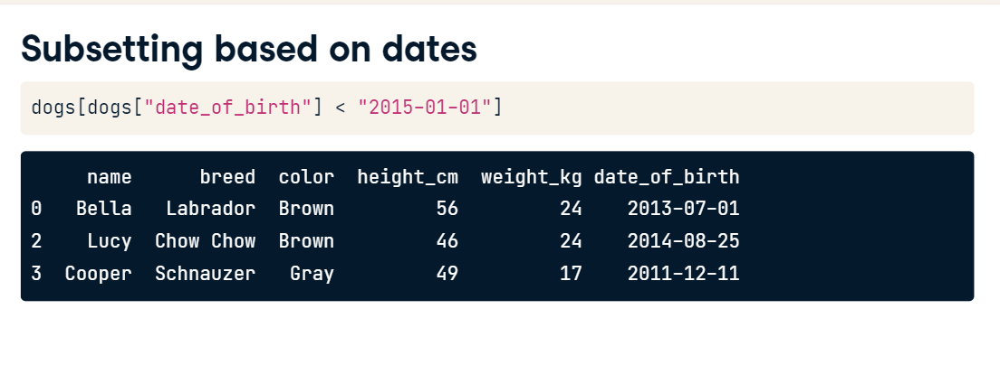 Subsetting based on dates
dogs[dogs["date_of_birth"] < "2015-01-01"]
name breed color height_cm weight_kg date_of_birth
0 Bella Labrador Brown 56 24 2013-07-01
2 Lucy Chow Chow Brown 46 24 2014-08-25
3 Cooper Schnauzer Gray 49 17 2011-12-11